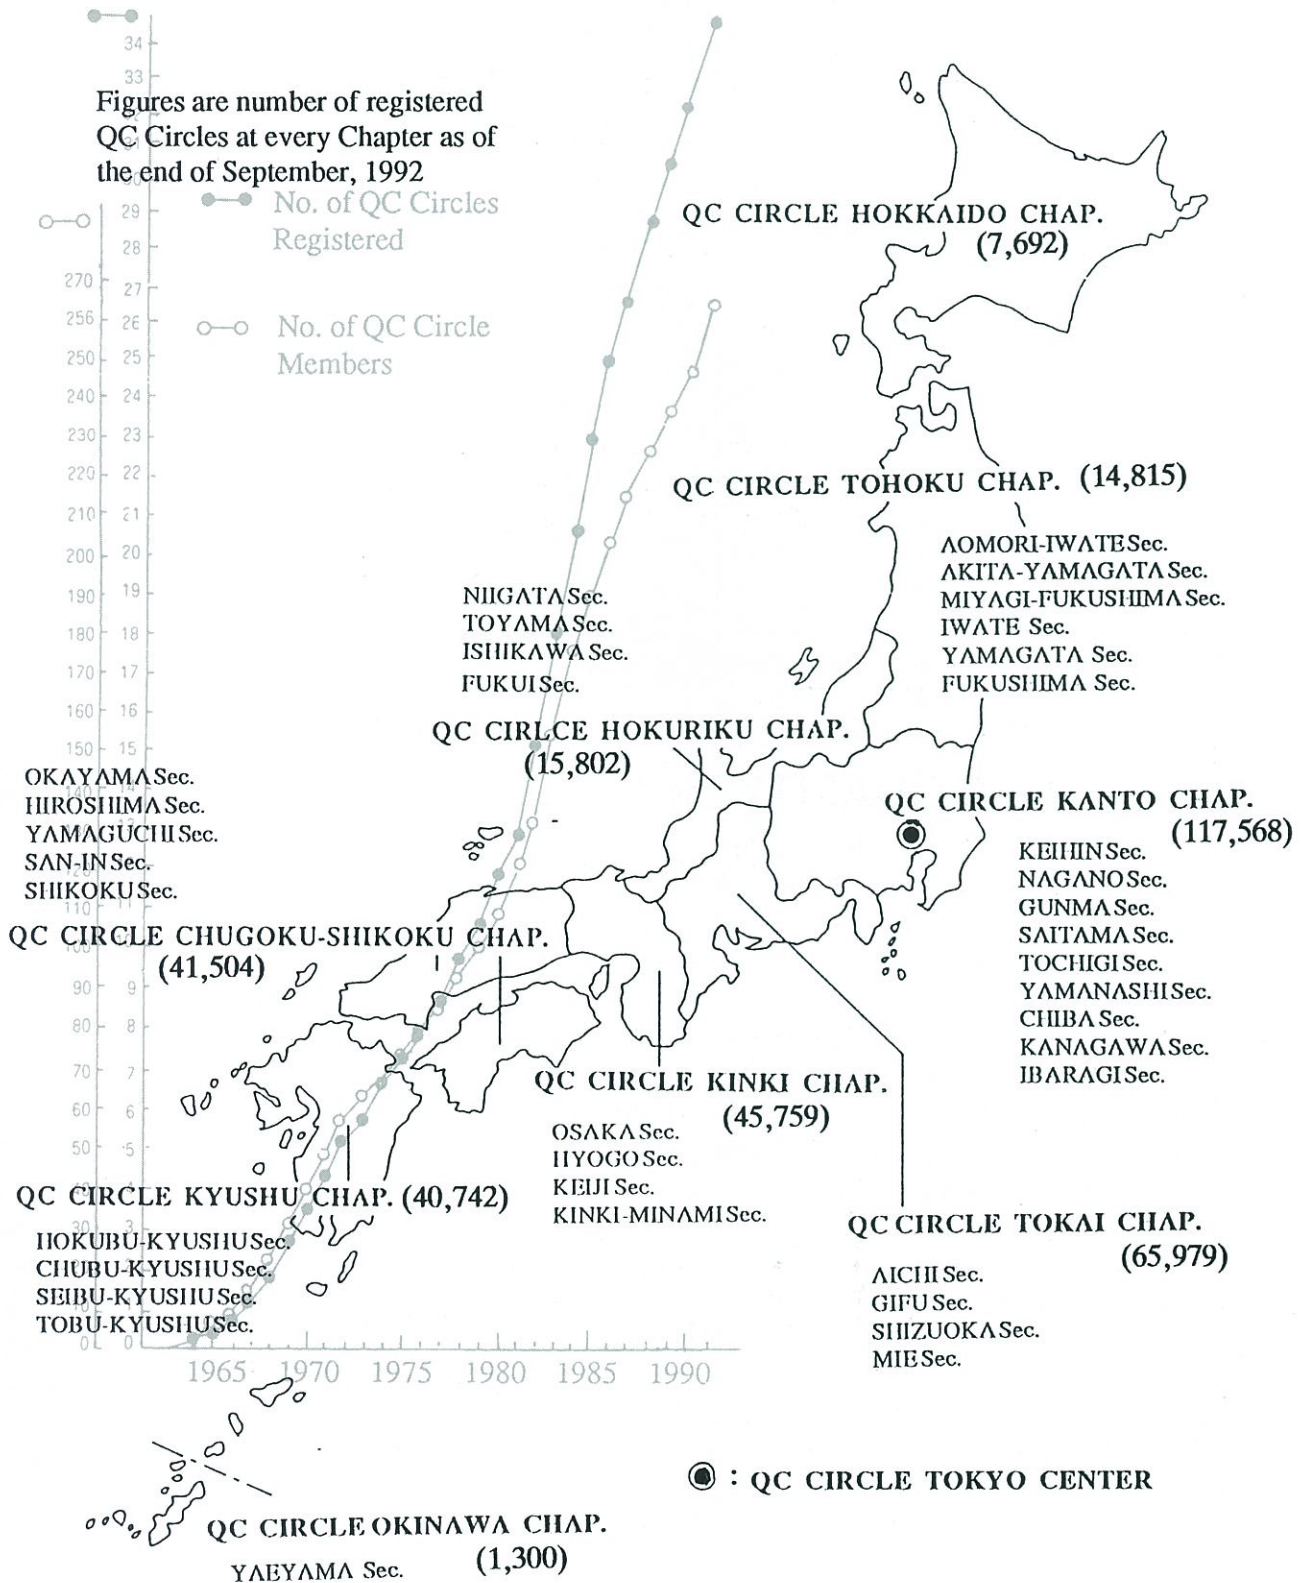 Figures are number of registered
QC Circles at every Chapter as of
the end of September, 1992
No. of QC Circles
Registered
No. of QC Circle
Members
34
33
29
28
27
26
25
24
23
22
21
20
19
18
17
16
15
9
8
7
6
5
3
0
270
256
250
240
230
220
210
200
190
180
170
160
150
90
80
70
60
50
40
30
0
1965 1970 1975 1980 1985 1990
QC CIRCLE HOKKAIDO CHAP.
(7,692)
QC CIRCLE TOHOKU CHAP. (14,815)
AOMORI-IWATE Sec.
AKITA-YAMAGATA Sec.
MIYAGI-FUKUSHIMA Sec.
IWATE Sec.
YAMAGATA Sec.
FUKUSHIMA Sec.
NIIGATA Sec.
TOYAMA Sec.
ISHIKAWA Sec.
FUKUI Sec.
QC CIRLCE HOKURIKU CHAP.
(15,802)
QC CIRCLE KANTO CHAP.
(117,568)
KEIHIN Sec.
NAGANO Sec.
GUNMA Sec.
SAITAMA Sec.
TOCHIGI Sec.
YAMANASHI Sec.
CHIBA Sec.
KANAGAWA Sec.
IBARAGI Sec.
OKAYAMA Sec.
HIROSHIMA Sec.
YAMAGUCHI Sec.
SAN-IN Sec.
SHIKOKU Sec.
QC CIRCLE CHUGOKU-SHIKOKU CHAP.
(41,504)
QC CIRCLE KINKI CHAP.
(45,759)
OSAKA Sec.
HYOGO Sec.
KEIJI Sec.
KINKI-MINAMI Sec.
QC CIRCLE KYUSHU CHAP. (40,742)
HOKUBU-KYUSHU Sec.
CHUBU-KYUSHU Sec.
SEIBU-KYUSHU Sec.
TOBU-KYUSHU Sec.
QC CIRCLE TOKAI CHAP.
(65,979)
AICHI Sec.
GIFU Sec.
SHIZUOKA Sec.
MIE Sec.
: QC CIRCLE TOKYO CENTER
QC CIRCLE OKINAWA CHAP.
(1,300)
YAEYAMA Sec.